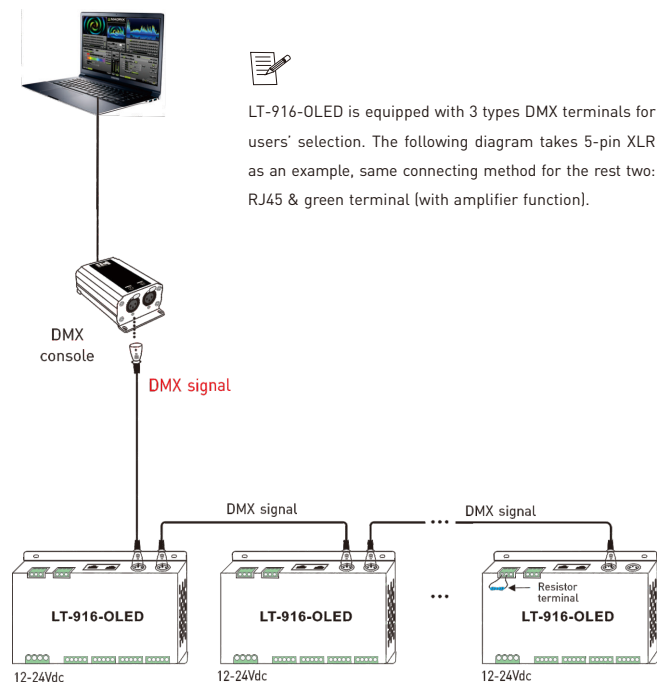 LT-916-OLED is equipped with 3 types DMX terminals for
users’ selection. The following diagram takes 5-pin XLR
as an example, same connecting method for the rest two:
RJ45 & green terminal (with amplifier function).
DMX
console
DMX signal
DMX signal
... DMX signal
Resistor
terminal
LT-916-OLED
LT-916-OLED
...
LT-916-OLED
12-24Vdc
12-24Vdc
12-24Vdc